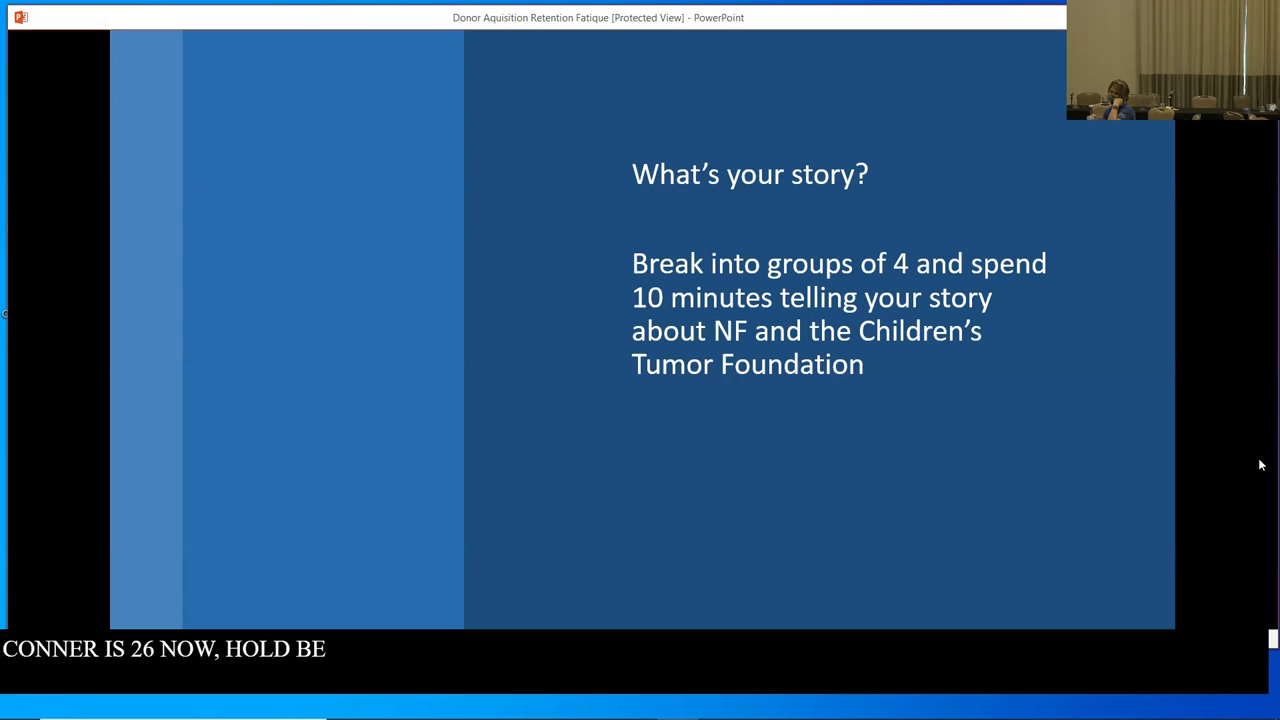 Donor Aquisition Retention Fatique [Protected View] - PowerPoint
What's your story?
Break into groups of 4 and spend
10 minutes telling your story
about NF and the Children's
Tumor Foundation
CONNER IS 26 NOW, HOLD BE